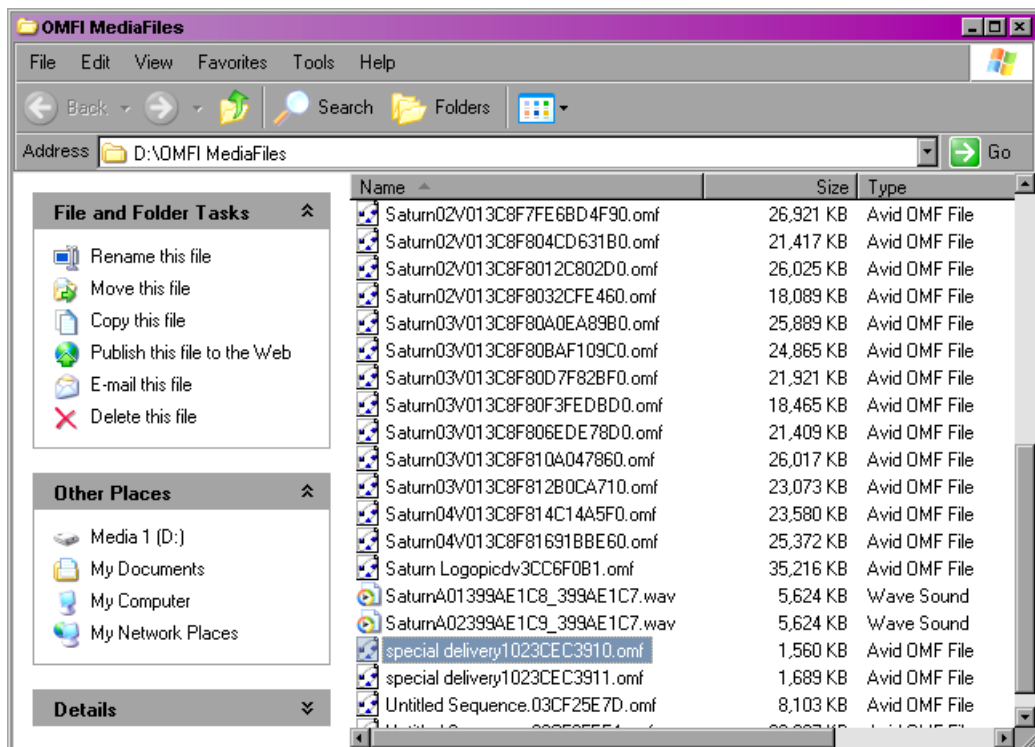 OMFI MediaFiles
File Edit View Favorites Tools Help
Back Search Folders
Address D:\OMFI MediaFiles Go
File and Folder Tasks
Rename this file
Move this file
Copy this file
Publish this file to the Web
E-mail this file
Delete this file
Other Places
Media 1 (D:)
My Documents
My Computer
My Network Places
Details
Name Size Type
Saturn02V013C8F7FE6BD4F90.omf 26,921 KB Avid OMF File
Saturn02V013C8F804CD631B0.omf 21,417 KB Avid OMF File
Saturn02V013C8F8012C802D0.omf 26,025 KB Avid OMF File
Saturn02V013C8F8032CFE460.omf 18,089 KB Avid OMF File
Saturn03V013C8F80A0EA89B0.omf 25,889 KB Avid OMF File
Saturn03V013C8F80BAF109C0.omf 24,865 KB Avid OMF File
Saturn03V013C8F80D7F82BF0.omf 21,921 KB Avid OMF File
Saturn03V013C8F80F3FEDBD0.omf 18,465 KB Avid OMF File
Saturn03V013C8F806EDE78D0.omf 21,409 KB Avid OMF File
Saturn03V013C8F810A047860.omf 26,017 KB Avid OMF File
Saturn03V013C8F812B0CA710.omf 23,073 KB Avid OMF File
Saturn04V013C8F814C14A5F0.omf 23,580 KB Avid OMF File
Saturn04V013C8F81691BBE60.omf 25,372 KB Avid OMF File
Saturn Logopicdv3CC6F0B1.omf 35,216 KB Avid OMF File
SaturnA01399AE1C8_399AE1C7.wav 5,624 KB Wave Sound
SaturnA02399AE1C9_399AE1C7.wav 5,624 KB Wave Sound
special delivery1023CEC3910.omf 1,560 KB Avid OMF File
special delivery1023CEC3911.omf 1,689 KB Avid OMF File
Untitled Sequence.03CF25E7D.omf 8,103 KB Avid OMF File